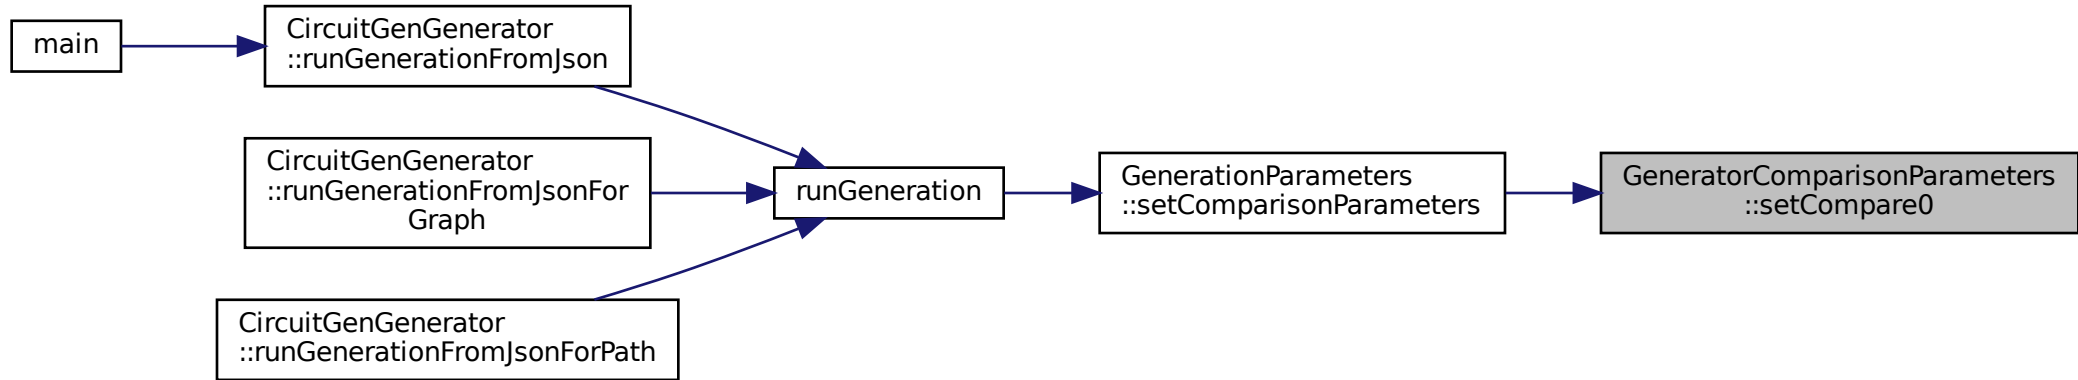 main
CircuitGenGenerator
::runGenerationFromJson
CircuitGenGenerator
::runGenerationFromJsonFor
Graph
CircuitGenGenerator
::runGenerationFromJsonForPath
runGeneration
GenerationParameters
::setComparisonParameters
GeneratorComparisonParameters
::setCompare0